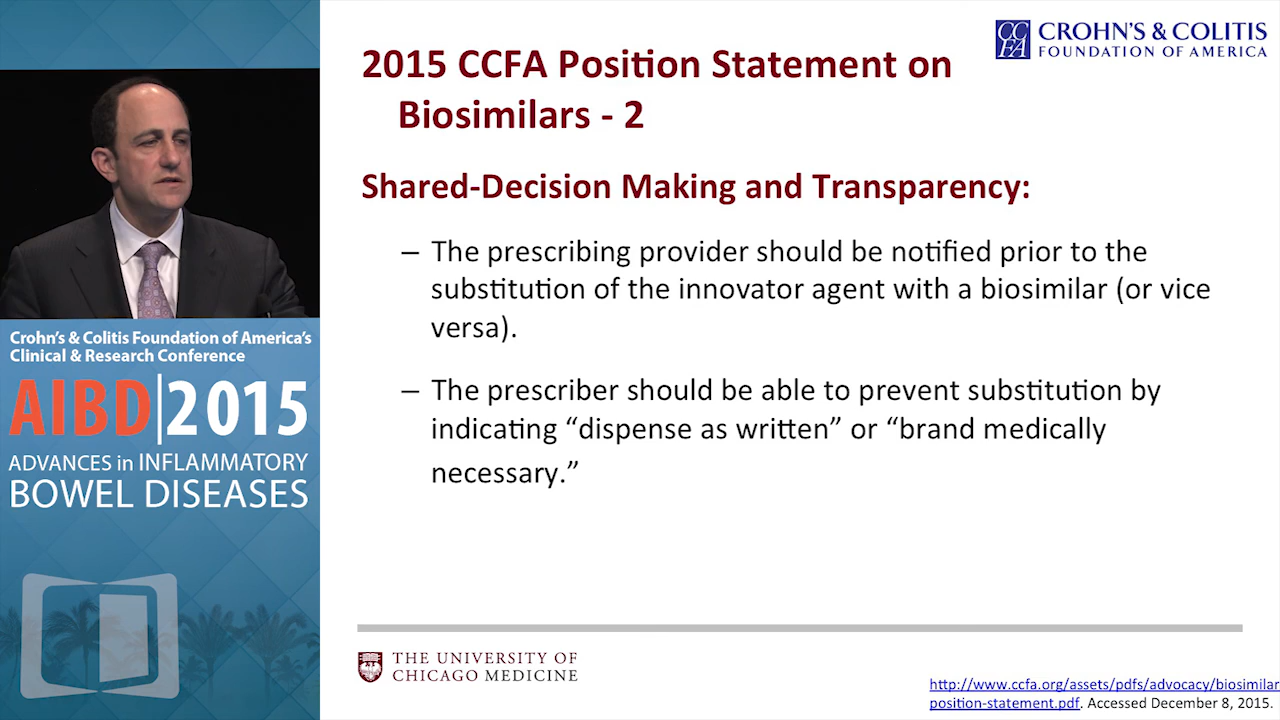 CROHN'S & COLITIS
FOUNDATION OF AMERICA
CC
FA
2015 CCFA Position Statement on
Biosimilars - 2
Shared-Decision Making and Transparency:
– The prescribing provider should be notified prior to the
substitution of the innovator agent with a biosimilar (or vice
versa).
– The prescriber should be able to prevent substitution by
indicating “dispense as written” or “brand medically
necessary.”
Crohn's & Colitis Foundation of America's
Clinical & Research Conference
AIBD|2015
ADVANCES in INFLAMMATORY
BOWEL DISEASES
THE UNIVERSITY OF
CHICAGO MEDICINE
http://www.ccfa.org/assets/pdfs/advocacy/biosimilar
position-statement.pdf. Accessed December 8, 2015.